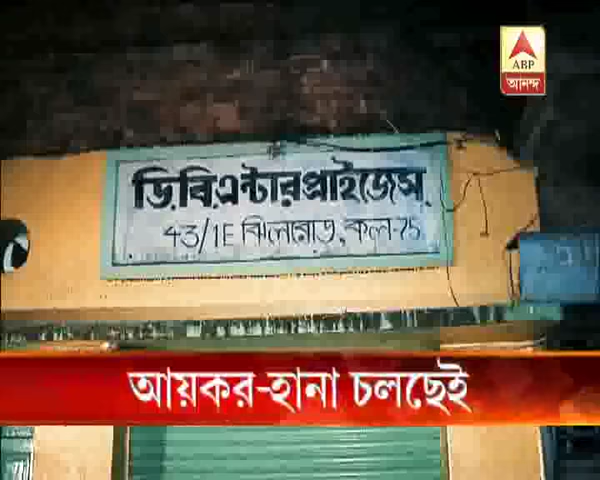 ABP
আনন্দ
ডি.বি.এন্টারপ্রাইজেস.
43/1E ঝিলরোড, কল-75
আয়কর-হানা চলছেই